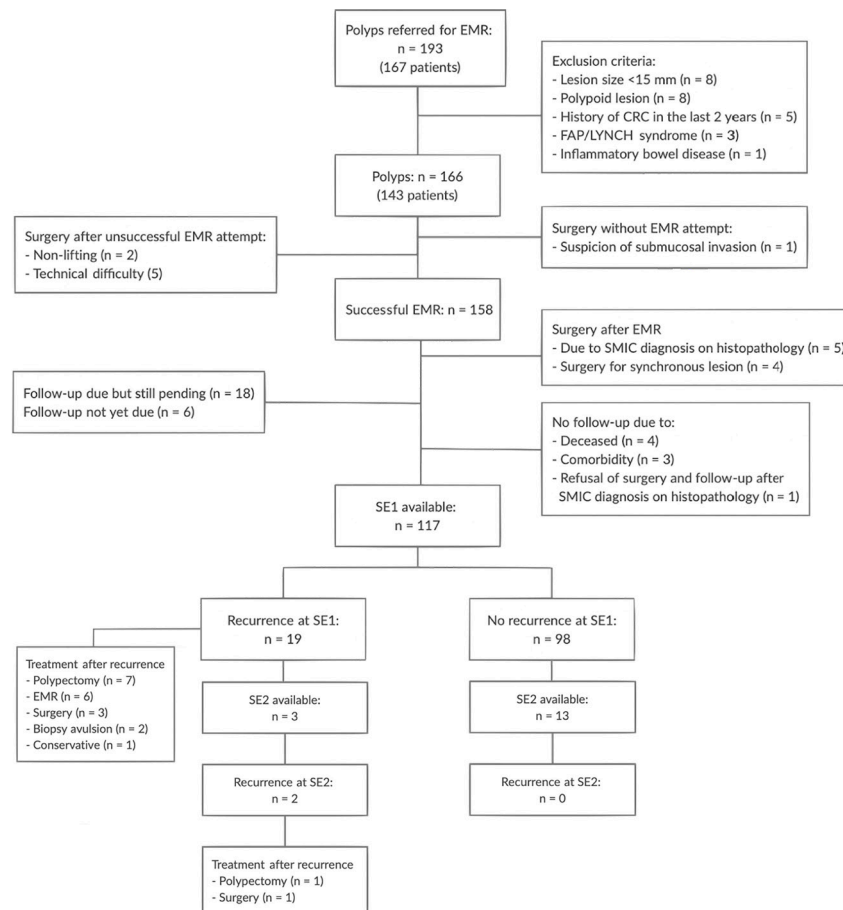 Polyps referred for EMR:
n = 193
(167 patients)
Exclusion criteria:
- Lesion size <15 mm (n = 8)
- Polypoid lesion (n = 8)
- History of CRC in the last 2 years (n = 5)
- FAP/LYNCH syndrome (n = 3)
- Inflammatory bowel disease (n = 1)
Polyps: n = 166
(143 patients)
Surgery after unsuccessful EMR attempt:
- Non-lifting (n = 2)
- Technical difficulty (5)
Surgery without EMR attempt:
- Suspicion of submucosal invasion (n = 1)
Successful EMR: n = 158
Surgery after EMR
- Due to SMIC diagnosis on histopathology (n = 5)
- Surgery for synchronous lesion (n = 4)
Follow-up due but still pending (n = 18)
Follow-up not yet due (n = 6)
No follow-up due to:
- Deceased (n = 4)
- Comorbidity (n = 3)
- Refusal of surgery and follow-up after
SMIC diagnosis on histopathology (n = 1)
SE1 available:
n = 117
Recurrence at SE1:
n = 19
No recurrence at SE1:
n = 98
Treatment after recurrence
- Polypectomy (n = 7)
- EMR (n = 6)
- Surgery (n = 3)
- Biopsy avulsion (n = 2)
- Conservative (n = 1)
SE2 available:
n = 3
SE2 available:
n = 13
Recurrence at SE2:
n = 2
Recurrence at SE2:
n = 0
Treatment after recurrence
- Polypectomy (n = 1)
- Surgery (n = 1)